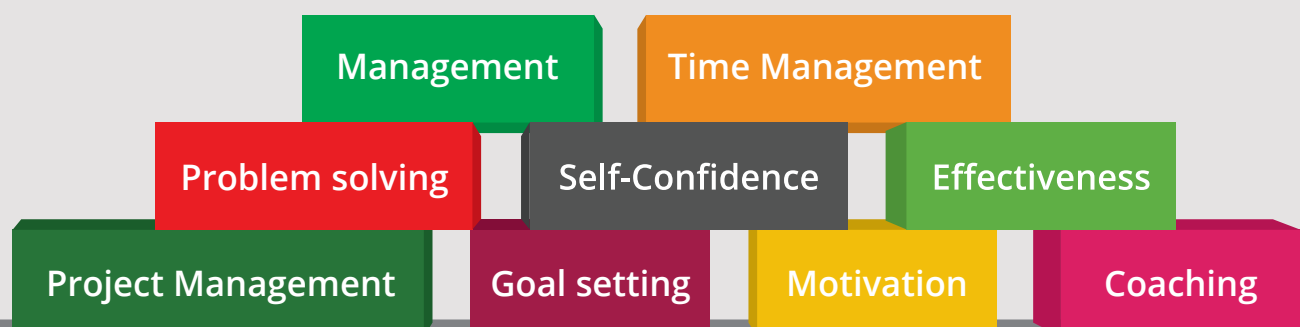 Management
Time Management
Problem solving
Self-Confidence
Effectiveness
Project Management
Goal setting
Motivation
Coaching